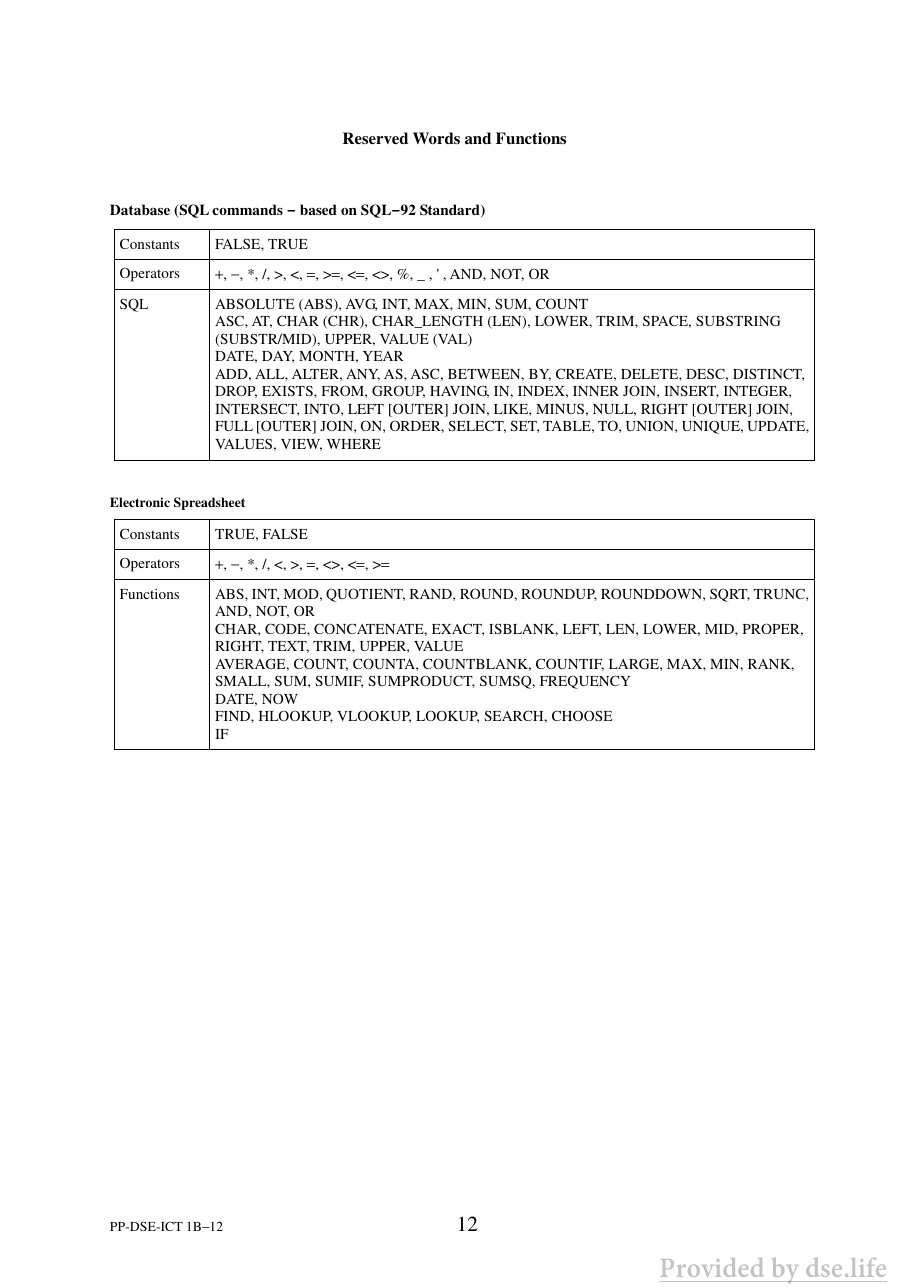 Reserved Words and Functions
Database (SQL commands − based on SQL−92 Standard)
Constants FALSE, TRUE
Operators +, −, *, /, >, <, =, >=, <=, <>, %, _ , ' , AND, NOT, OR
SQL ABSOLUTE (ABS), AVG, INT, MAX, MIN, SUM, COUNT
ASC, AT, CHAR (CHR), CHAR_LENGTH (LEN), LOWER, TRIM, SPACE, SUBSTRING
(SUBSTR/MID), UPPER, VALUE (VAL)
DATE, DAY, MONTH, YEAR
ADD, ALL, ALTER, ANY, AS, ASC, BETWEEN, BY, CREATE, DELETE, DESC, DISTINCT,
DROP, EXISTS, FROM, GROUP, HAVING, IN, INDEX, INNER JOIN, INSERT, INTEGER,
INTERSECT, INTO, LEFT [OUTER] JOIN, LIKE, MINUS, NULL, RIGHT [OUTER] JOIN,
FULL [OUTER] JOIN, ON, ORDER, SELECT, SET, TABLE, TO, UNION, UNIQUE, UPDATE,
VALUES, VIEW, WHERE
Electronic Spreadsheet
Constants TRUE, FALSE
Operators +, −, *, /, <, >, =, <>, <=, >=
Functions ABS, INT, MOD, QUOTIENT, RAND, ROUND, ROUNDUP, ROUNDDOWN, SQRT, TRUNC,
AND, NOT, OR
CHAR, CODE, CONCATENATE, EXACT, ISBLANK, LEFT, LEN, LOWER, MID, PROPER,
RIGHT, TEXT, TRIM, UPPER, VALUE
AVERAGE, COUNT, COUNTA, COUNTBLANK, COUNTIF, LARGE, MAX, MIN, RANK,
SMALL, SUM, SUMIF, SUMPRODUCT, SUMSQ, FREQUENCY
DATE, NOW
FIND, HLOOKUP, VLOOKUP, LOOKUP, SEARCH, CHOOSE
IF
PP-DSE-ICT 1B−12 12
Provided by dse.life